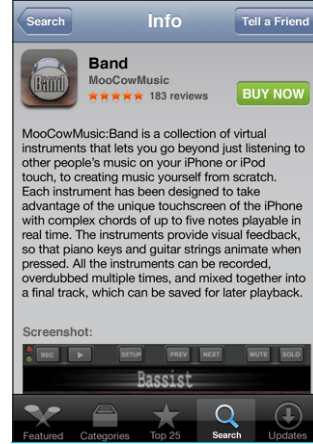 Search Info Tell a Friend
Band
Band
MooCowMusic
183 reviews
BUY NOW
MooCowMusic:Band is a collection of virtual
instruments that lets you go beyond just listening to
other people's music on your iPhone or iPod
touch, to creating music yourself from scratch.
Each instrument has been designed to take
advantage of the unique touchscreen of the iPhone
with complex chords of up to five notes playable in
real time. The instruments provide visual feedback,
so that piano keys and guitar strings animate when
pressed. All the instruments can be recorded,
overdubbed multiple times, and mixed together into
a final track, which can be saved for later playback.
Screenshot:
REC SETUP PREV NEXT MUTE SOLO
Bassist
Featured Categories Top 25 Search Updates